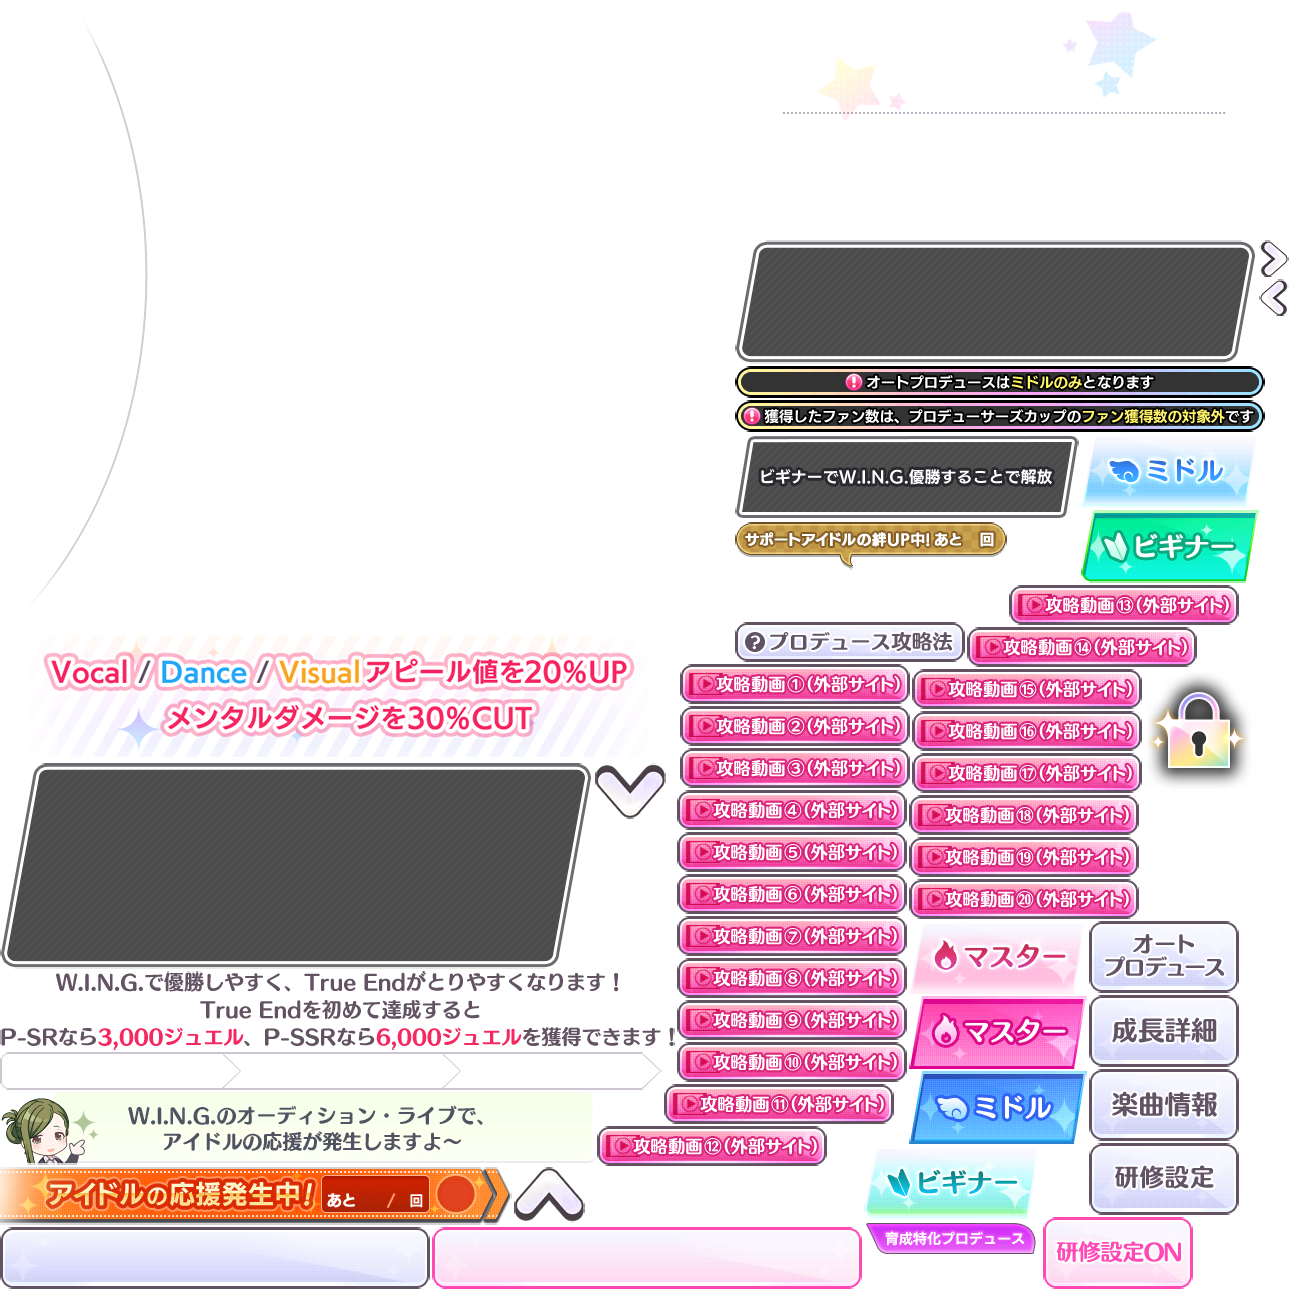 オートプロデュースはミドルのみとなります
獲得したファン数は、プロデューサーズカップのファン獲得数の対象外です
ビギナーでW.I.N.G.優勝することで解放
ミドル
サポートアイドルの絆UP中!あと 回
ビギナー
攻略動画⑬(外部サイト)
プロデュース攻略法
攻略動画⑭(外部サイト)
Vocal / Dance / Visualアピール値を20%UP
メンタルダメージを30%CUT
攻略動画①(外部サイト)
攻略動画⑮(外部サイト)
攻略動画②(外部サイト)
攻略動画⑯(外部サイト)
攻略動画③(外部サイト)
攻略動画⑰(外部サイト)
攻略動画④(外部サイト)
攻略動画⑱(外部サイト)
攻略動画⑤(外部サイト)
攻略動画⑲(外部サイト)
攻略動画⑥(外部サイト)
攻略動画⑳(外部サイト)
攻略動画⑦(外部サイト)
攻略動画⑧(外部サイト)
攻略動画⑨(外部サイト)
攻略動画⑩(外部サイト)
攻略動画⑪(外部サイト)
攻略動画⑫(外部サイト)
マスター
オート
プロデュース
マスター
成長詳細
ミドル
楽曲情報
ビギナー
研修設定
育成特化プロデュース
研修設定ON
W.I.N.G.で優勝しやすく、True Endがとりやすくなります!
True Endを初めて達成すると
P-SRなら3,000ジュエル、P-SSRなら6,000ジュエルを獲得できます!
W.I.N.G.のオーディション・ライブで、
アイドルの応援が発生しますよ～
アイドルの応援発生中! あと / 回